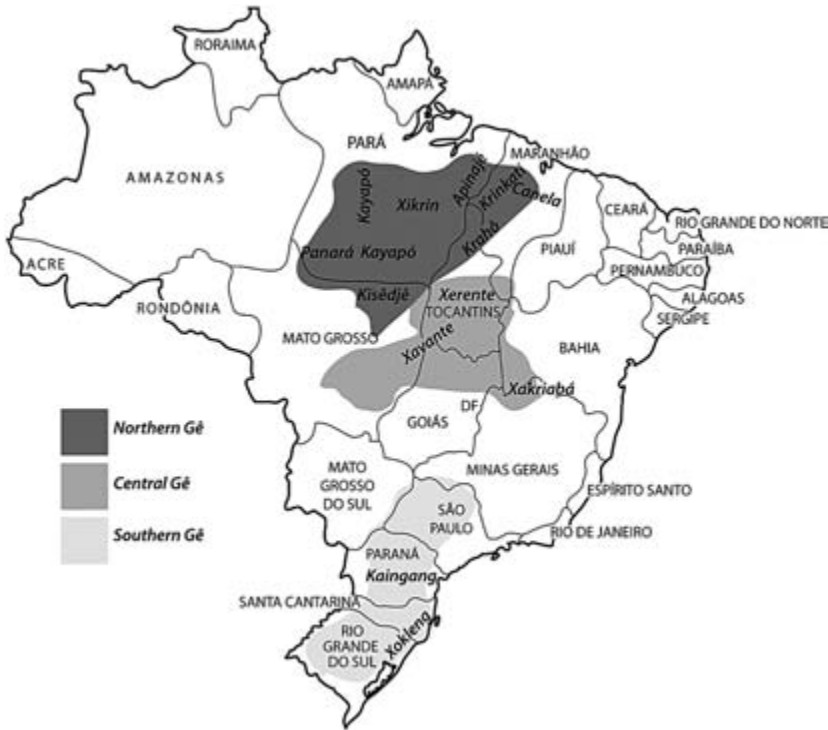 RORAIMA
AMAPÁ
PARÁ
AMAZONAS
MARANHÃO
Apinajé
Krinkati
Canela
Kayapó
Xikrin
CEARÁ
RIO GRANDE DO NORTE
Krahô
PIAUÍ
PARAÍBA
Panará Kayapó
PERNAMBUCO
ACRE
ALAGOAS
Kisêdjê
Xerente
RONDÔNIA
TOCANTINS
SERGIPE
MATO GROSSO
Xavante
BAHIA
Xakriabá
DF
GOIÁS
Northern Gê
MATO
GROSSO
DO SUL
MINAS GERAIS
Central Gê
ESPÍRITO SANTO
SÃO
PAULO
Southern Gê
RIO DE JANEIRO
PARANÁ
Kaingang
SANTA CANTARINA
RIO
GRANDE
DO SUL
Xokleng